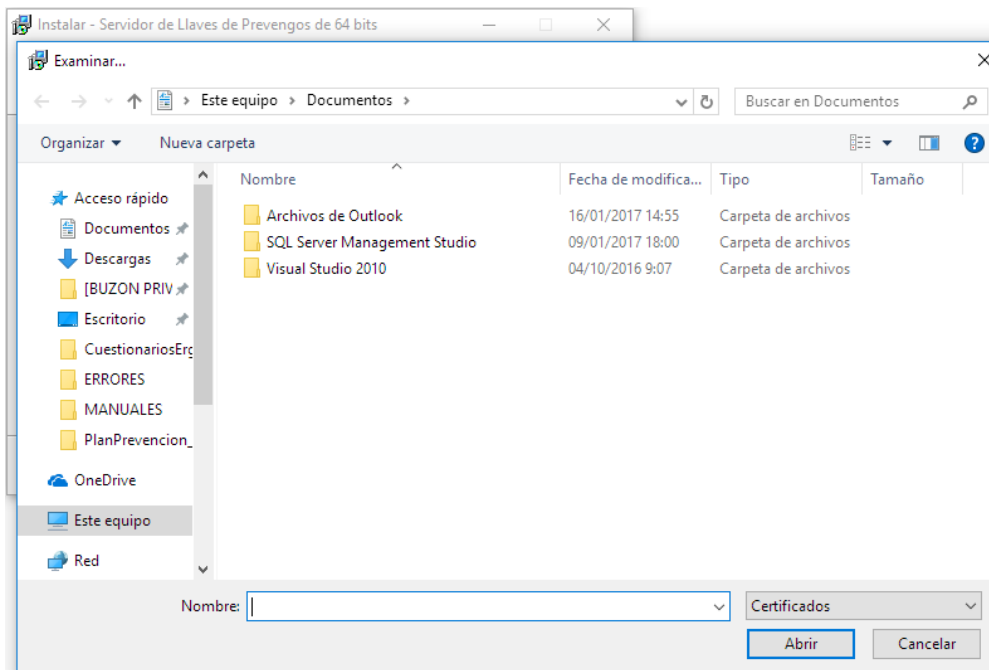 Instalar - Servidor de Llaves de Prevengos de 64 bits
Examinar...
Este equipo > Documentos >
Buscar en Documentos
Organizar
Nueva carpeta
Nombre Fecha de modifica... Tipo Tamaño
Acceso rápido
Documentos
Descargas
[BUZON PRIV
Escritorio
CuestionariosErg
ERRORES
MANUALES
PlanPrevencion_
OneDrive
Este equipo
Red
Archivos de Outlook 16/01/2017 14:55 Carpeta de archivos
SQL Server Management Studio 09/01/2017 18:00 Carpeta de archivos
Visual Studio 2010 04/10/2016 9:07 Carpeta de archivos
Nombre:
Certificados
Abrir
Cancelar